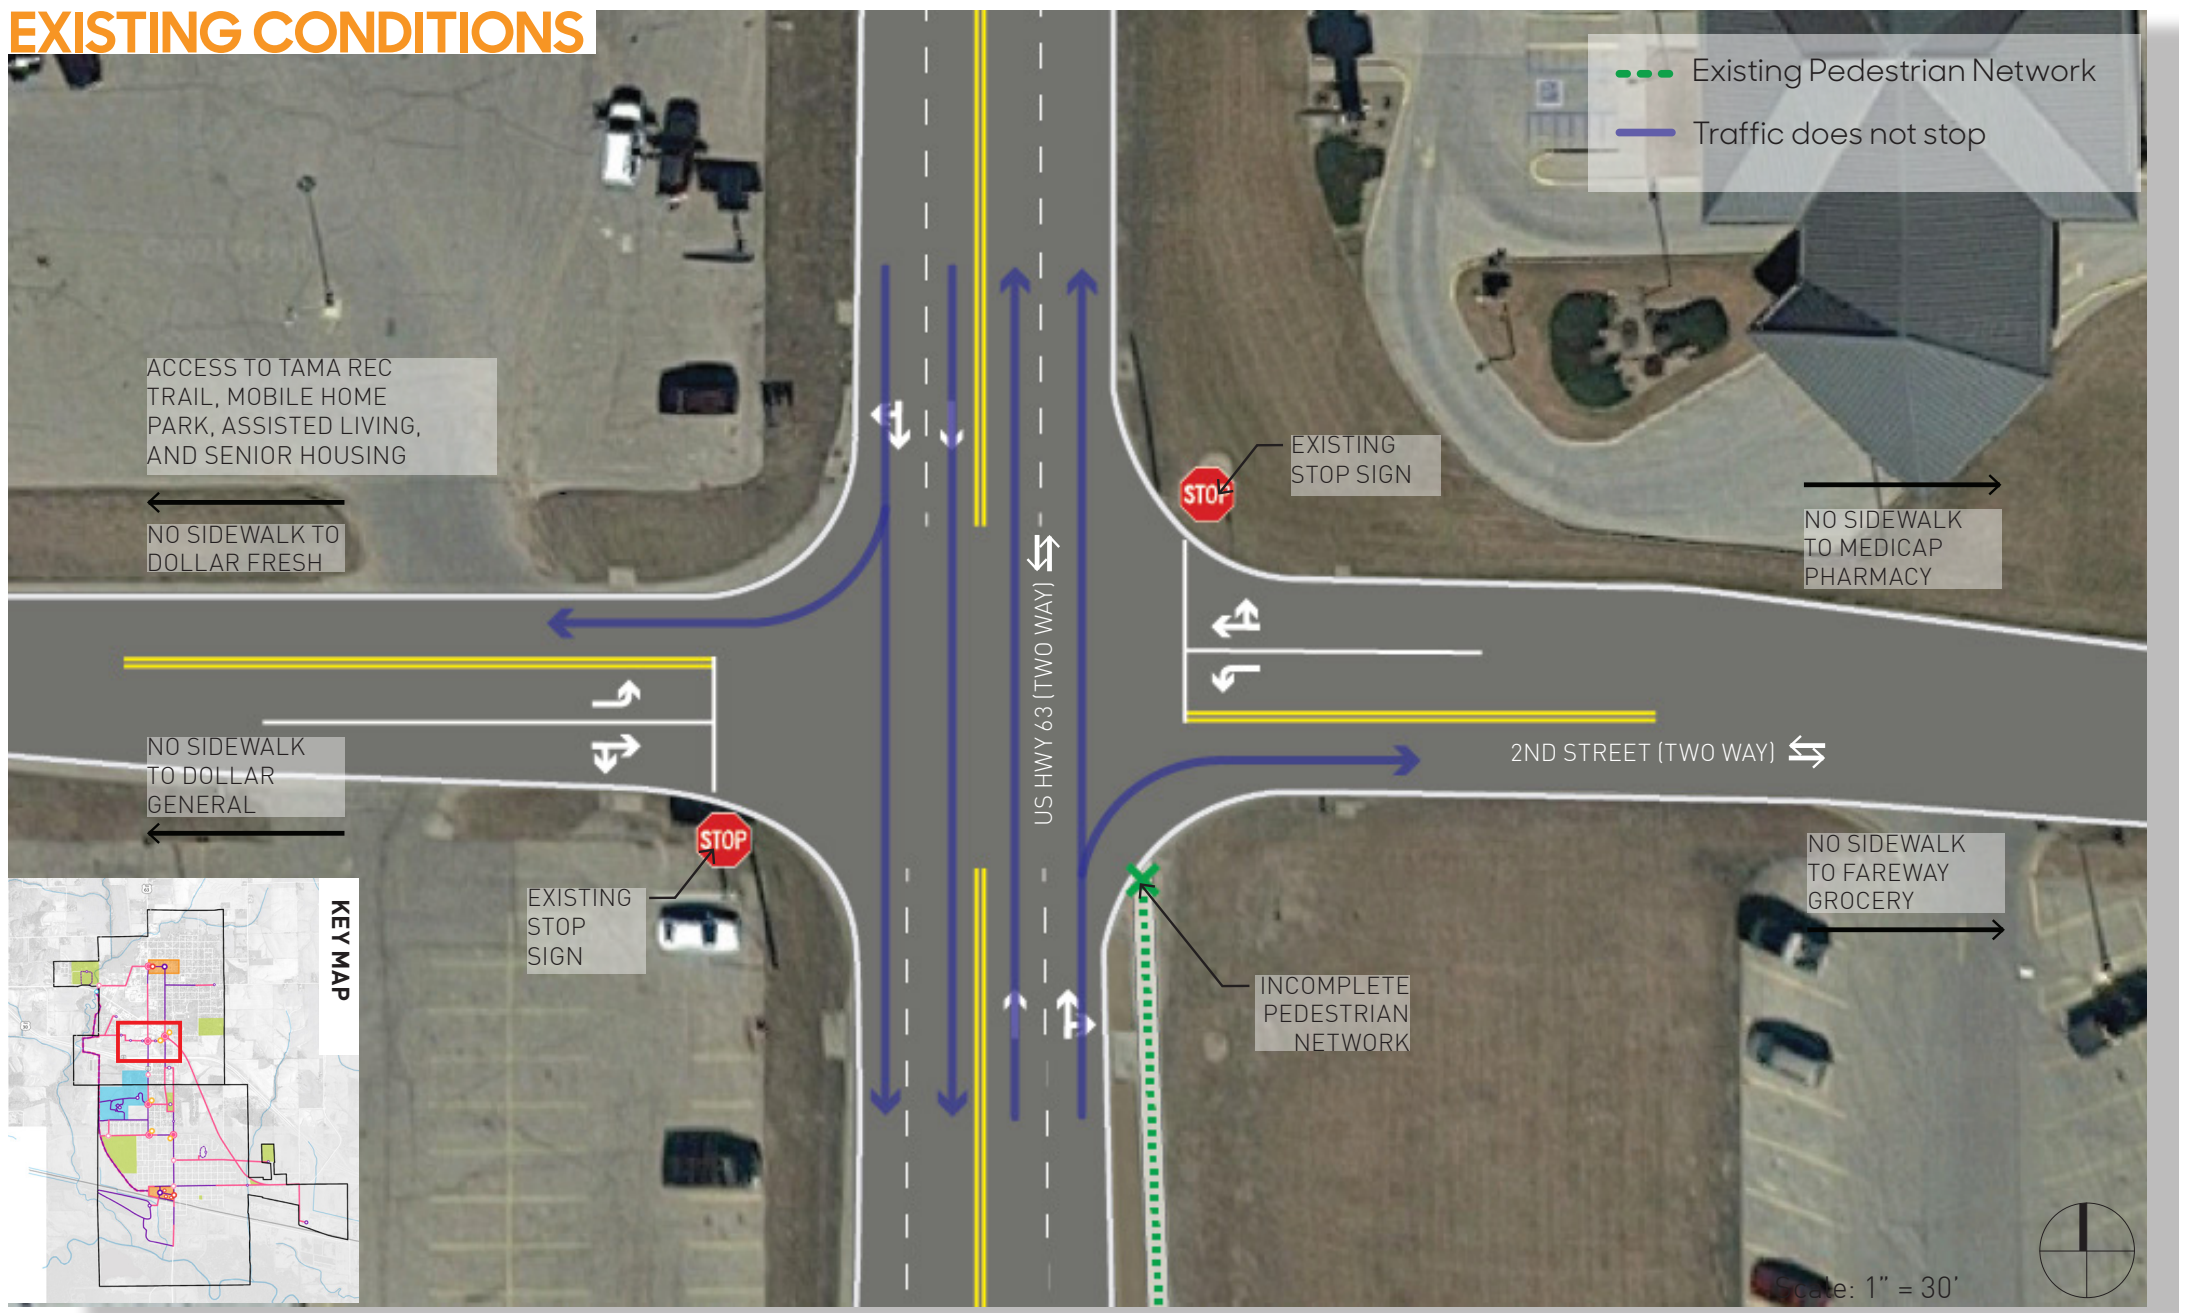 EXISTING CONDITIONS
Existing Pedestrian Network
Traffic does not stop
ACCESS TO TAMA REC
TRAIL, MOBILE HOME
PARK, ASSISTED LIVING,
AND SENIOR HOUSING
NO SIDEWALK TO
DOLLAR FRESH
EXISTING
STOP SIGN
STOP
NO SIDEWALK
TO MEDICAP
PHARMACY
US HWY 63 (TWO WAY)
2ND STREET (TWO WAY)
NO SIDEWALK
TO DOLLAR
GENERAL
STOP
EXISTING
STOP
SIGN
NO SIDEWALK
TO FAREWAY
GROCERY
INCOMPLETE
PEDESTRIAN
NETWORK
KEY MAP
Scale: 1" = 30'